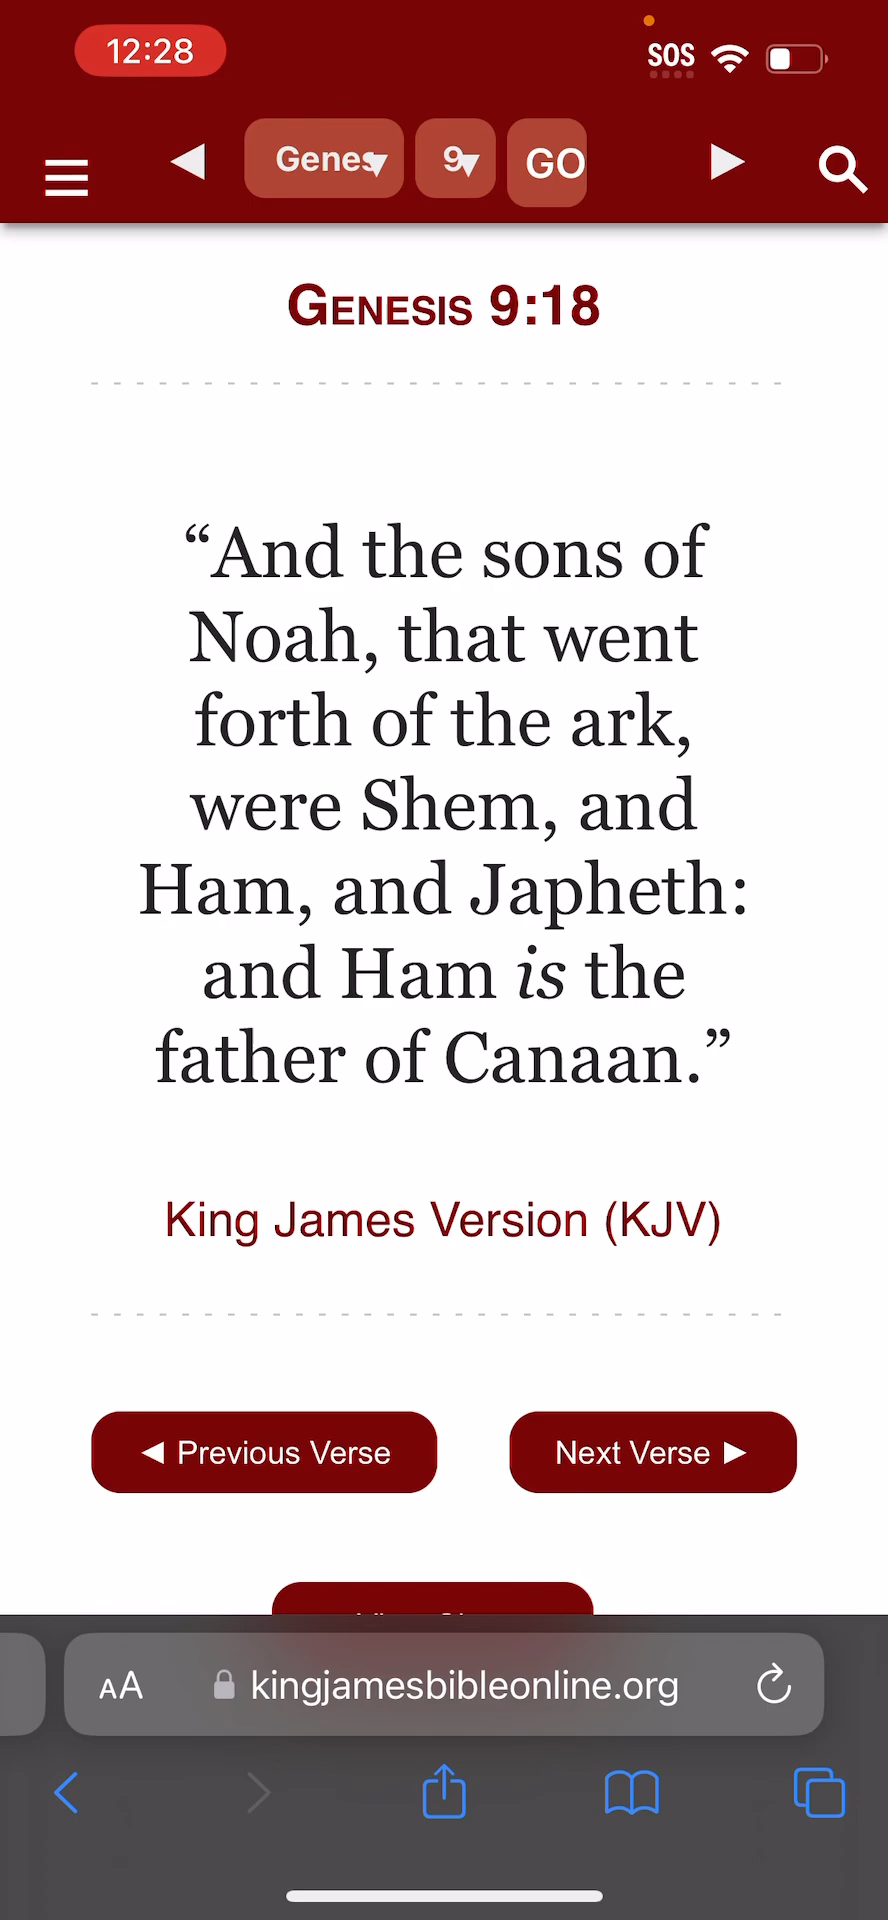 12:28
SOS
Genes
9
GO
GENESIS 9:18
“And the sons of
Noah, that went
forth of the ark,
were Shem, and
Ham, and Japheth:
and Ham is the
father of Canaan.”
King James Version (KJV)
◄ Previous Verse
Next Verse ►
AA
kingjamesbibleonline.org